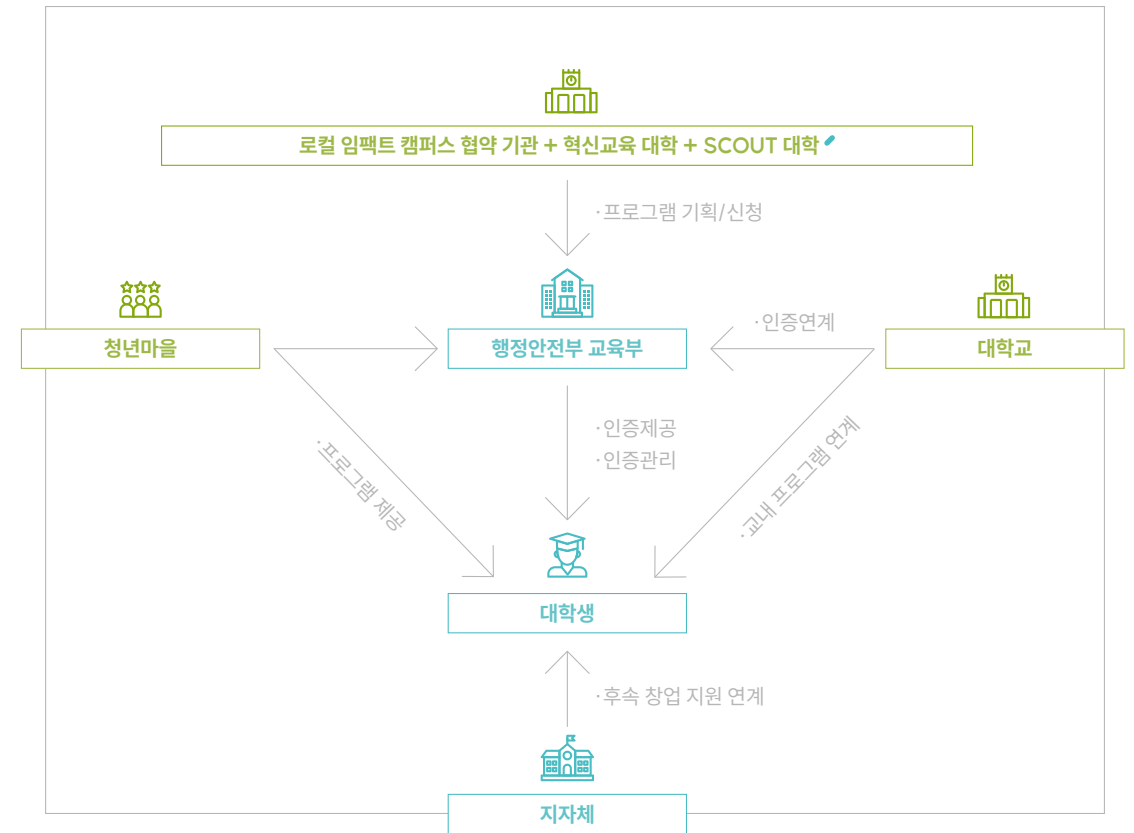 로컬 임팩트 캠퍼스 협약 기관 + 혁신교육 대학 + SCOUT 대학
·프로그램 기획/신청
·인증연계
청년마을
행정안전부 교육부
대학교
·인증제공
·인증관리
·프로그램 제공
·교내 프로그램 연계
대학생
·후속 창업 지원 연계
지자체